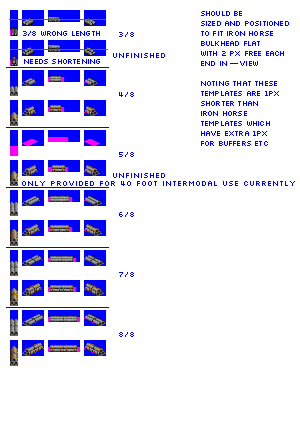 SHOULD BE
SIZED AND POSITIONED
TO FIT IRON HORSE
BULKHEAD FLAT
WITH 2 PX FREE EACH
END IN -- VIEW
NOTING THAT THESE
TEMPLATES ARE 1PX
SHORTER THAN
IRON HORSE
TEMPLATES WHICH
HAVE EXTRA 1PX
FOR BUFFERS ETC
3/8 WRONG LENGTH
3/8
UNFINISHED
NEEDS SHORTENING
4/8
5/8
UNFINISHED
ONLY PROVIDED FOR 40 FOOT INTERMODAL USE CURRENTLY
6/8
7/8
8/8